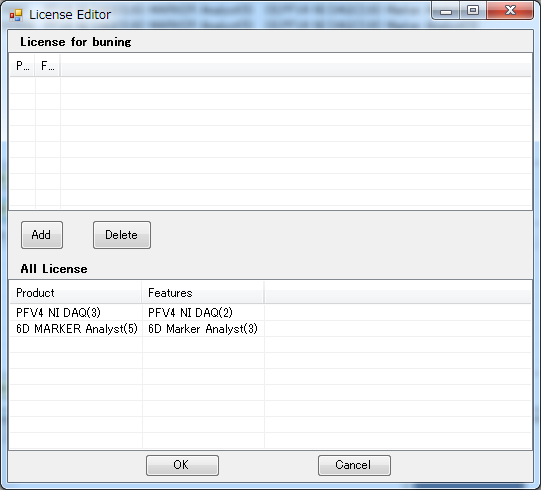 License Editor
License for buning
P... F...
Add Delete
All License
Product Features
PFV4 NI DAQ(3) PFV4 NI DAQ(2)
6D MARKER Analyst(5) 6D Marker Analyst(3)
OK Cancel